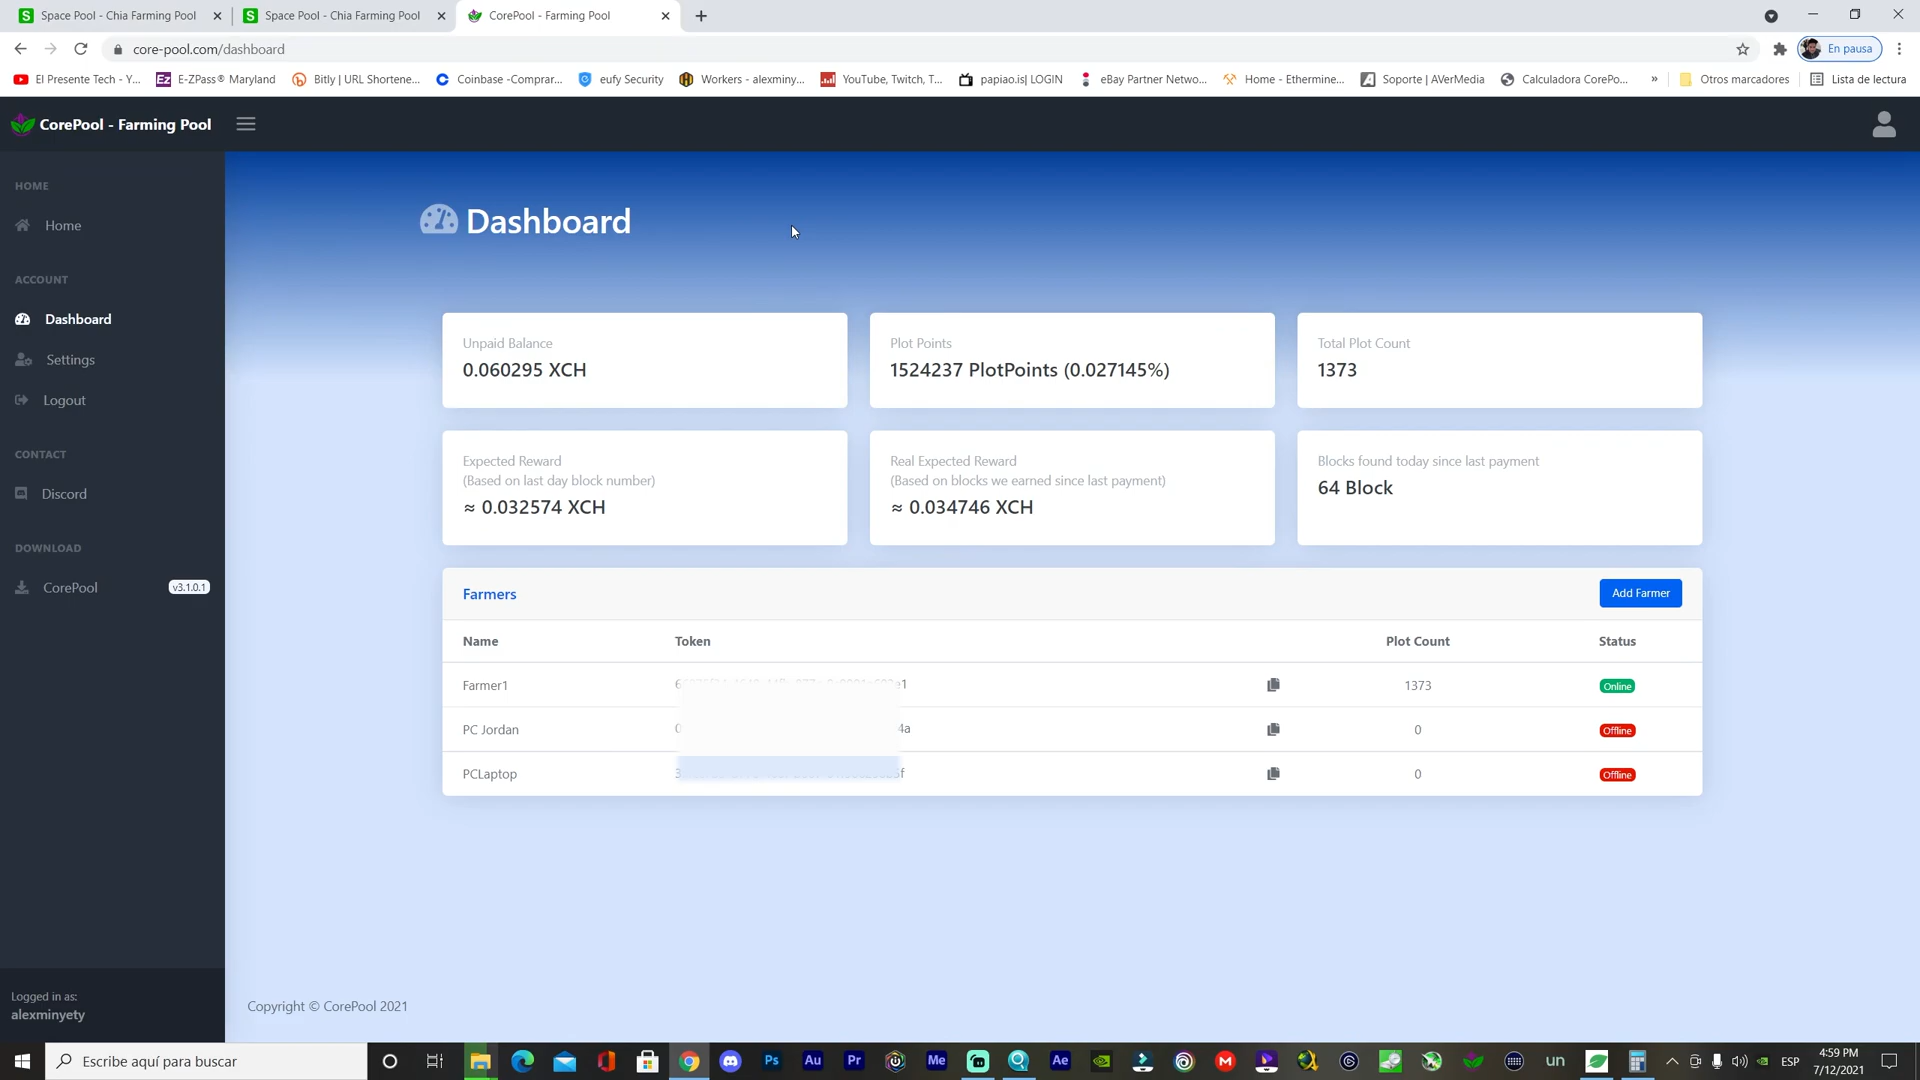 Space Pool - Chia Farming Pool
Space Pool - Chia Farming Pool
CorePool - Farming Pool
core-pool.com/dashboard
En pausa
El Presente Tech - Y...
E-ZPass® Maryland
Bitly | URL Shortene...
Coinbase -Comprar...
eufy Security
Workers - alexminy...
YouTube, Twitch, T...
papiao.is| LOGIN
eBay Partner Netwo...
Home - Ethermine...
Soporte | AVerMedia
Calculadora CorePo...
»
Otros marcadores
Lista de lectura
CorePool - Farming Pool
HOME
Home
ACCOUNT
Dashboard
Settings
Logout
CONTACT
Discord
DOWNLOAD
CorePool
v3.1.0.1
Logged in as:
alexminyety
Dashboard
Unpaid Balance
0.060295 XCH
Plot Points
1524237 PlotPoints (0.027145%)
Total Plot Count
1373
Expected Reward
(Based on last day block number)
≈ 0.032574 XCH
Real Expected Reward
(Based on blocks we earned since last payment)
≈ 0.034746 XCH
Blocks found today since last payment
64 Block
Farmers
Add Farmer
Name Token Plot Count Status
Farmer1 1373 Online
PC Jordan 0 Offline
PCLaptop 0 Offline
Copyright © CorePool 2021
Escribe aquí para buscar
Ps
Au
Pr
Me
Ae
un
ESP
4:59 PM
7/12/2021